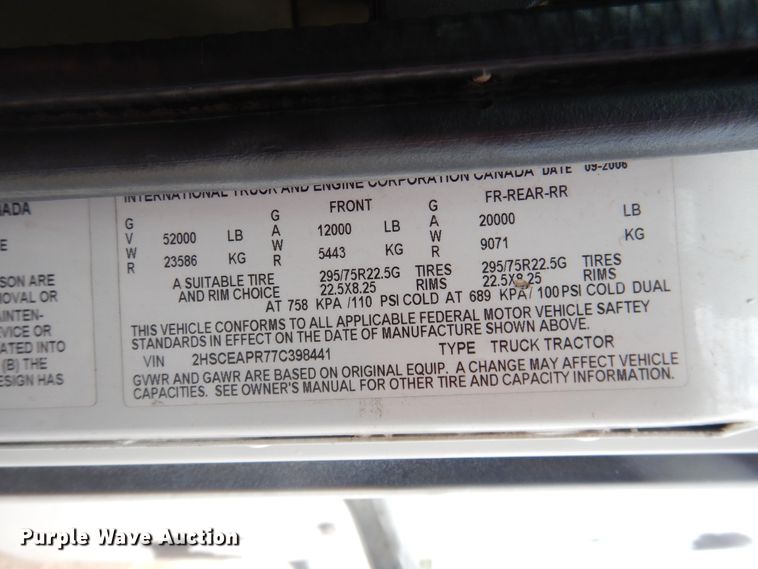 INTERNATIONAL TRUCK AND ENGINE CORPORATION CANADA DATE 09-2006
NADA
G FRONT G FR-REAR-RR
V 52000 LB A 12000 LB A 20000 LB
W 23586 KG W 5443 KG W 9071 KG
R R R
E
A SUITABLE TIRE 295/75R22.5G TIRES 295/75R22.5G TIRES
AND RIM CHOICE 22.5X8.25 RIMS 22.5X8.25 RIMS
AT 758 KPA /110 PSI COLD AT 689 KPA/ 100 PSI COLD DUAL
THIS VEHICLE CONFORMS TO ALL APPLICABLE FEDERAL MOTOR VEHICLE SAFTEY
STANDARDS IN EFFECT ON THE DATE OF MANUFACTURE SHOWN ABOVE.
VIN 2HSCEAPR77C398441 TYPE TRUCK TRACTOR
GVWR AND GAWR ARE BASED ON ORIGINAL EQUIP. A CHANGE MAY AFFECT VEHICLE
CAPACITIES. SEE OWNER'S MANUAL FOR OTHER TIRE AND CAPACITY INFORMATION.
SON ARE
MOVAL OR
AINTEN-
EVICE OR
ATED INTO
(B) THE
ESIGN HAS
Purple Wave Auction